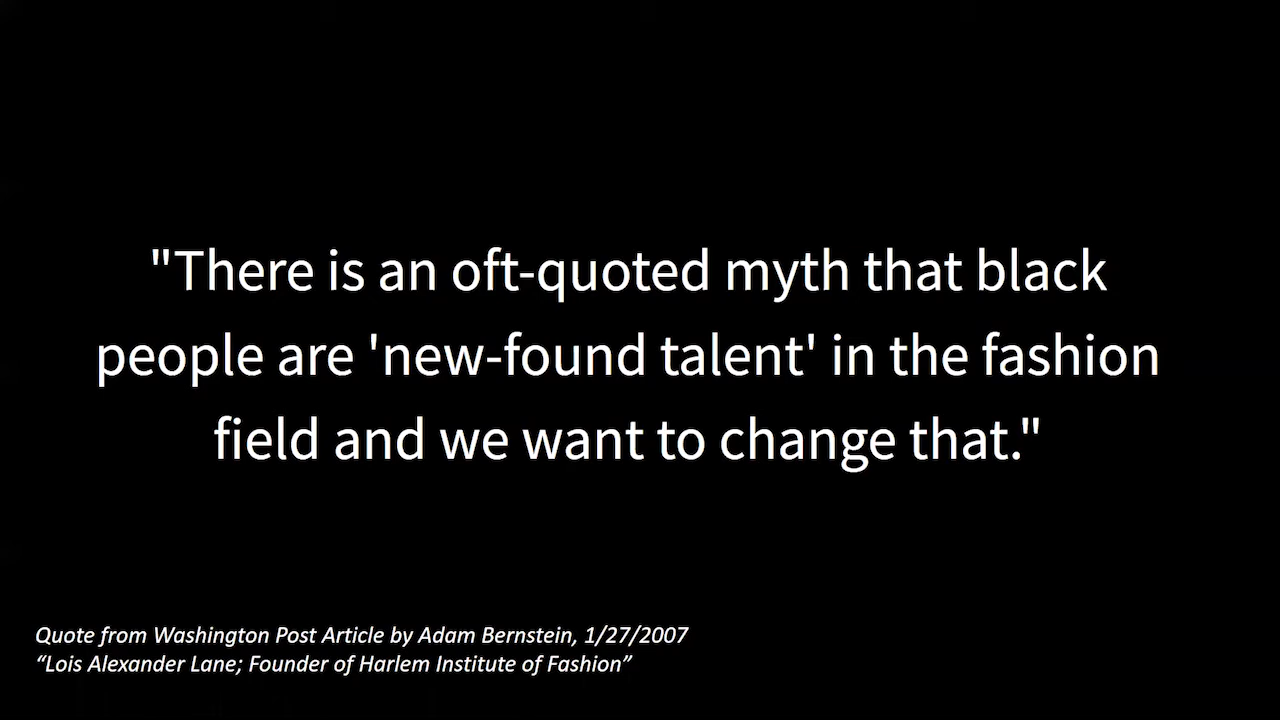 "There is an oft-quoted myth that black
people are 'new-found talent' in the fashion
field and we want to change that."
Quote from Washington Post Article by Adam Bernstein, 1/27/2007
“Lois Alexander Lane; Founder of Harlem Institute of Fashion”